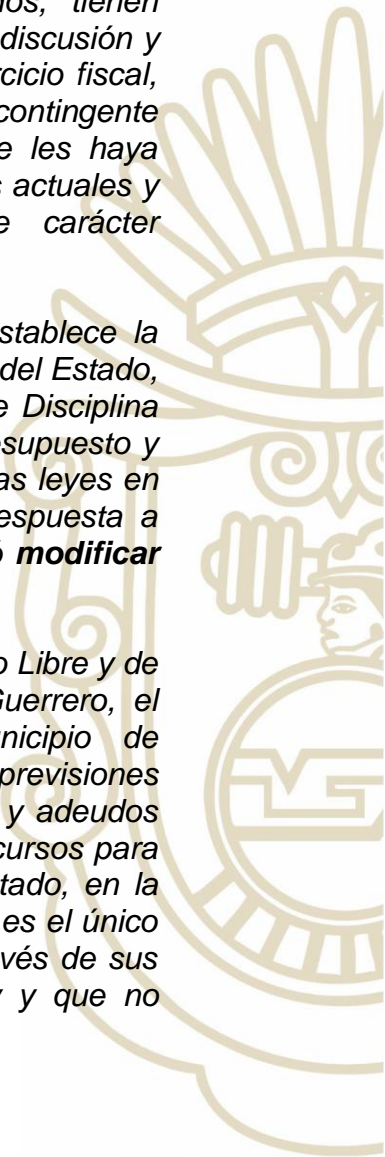 ios, tienen
discusión y
rcicio fiscal,
contingente
e les haya
s actuales y
e carácter
stablece la
del Estado,
e Disciplina
esupuesto y
as leyes en
espuesta a
ó modificar
o Libre y de
Guerrero, el
unicipio de
previsiones
y adeudos
cursos para
tado, en la
es el único
vés de sus
y y que no